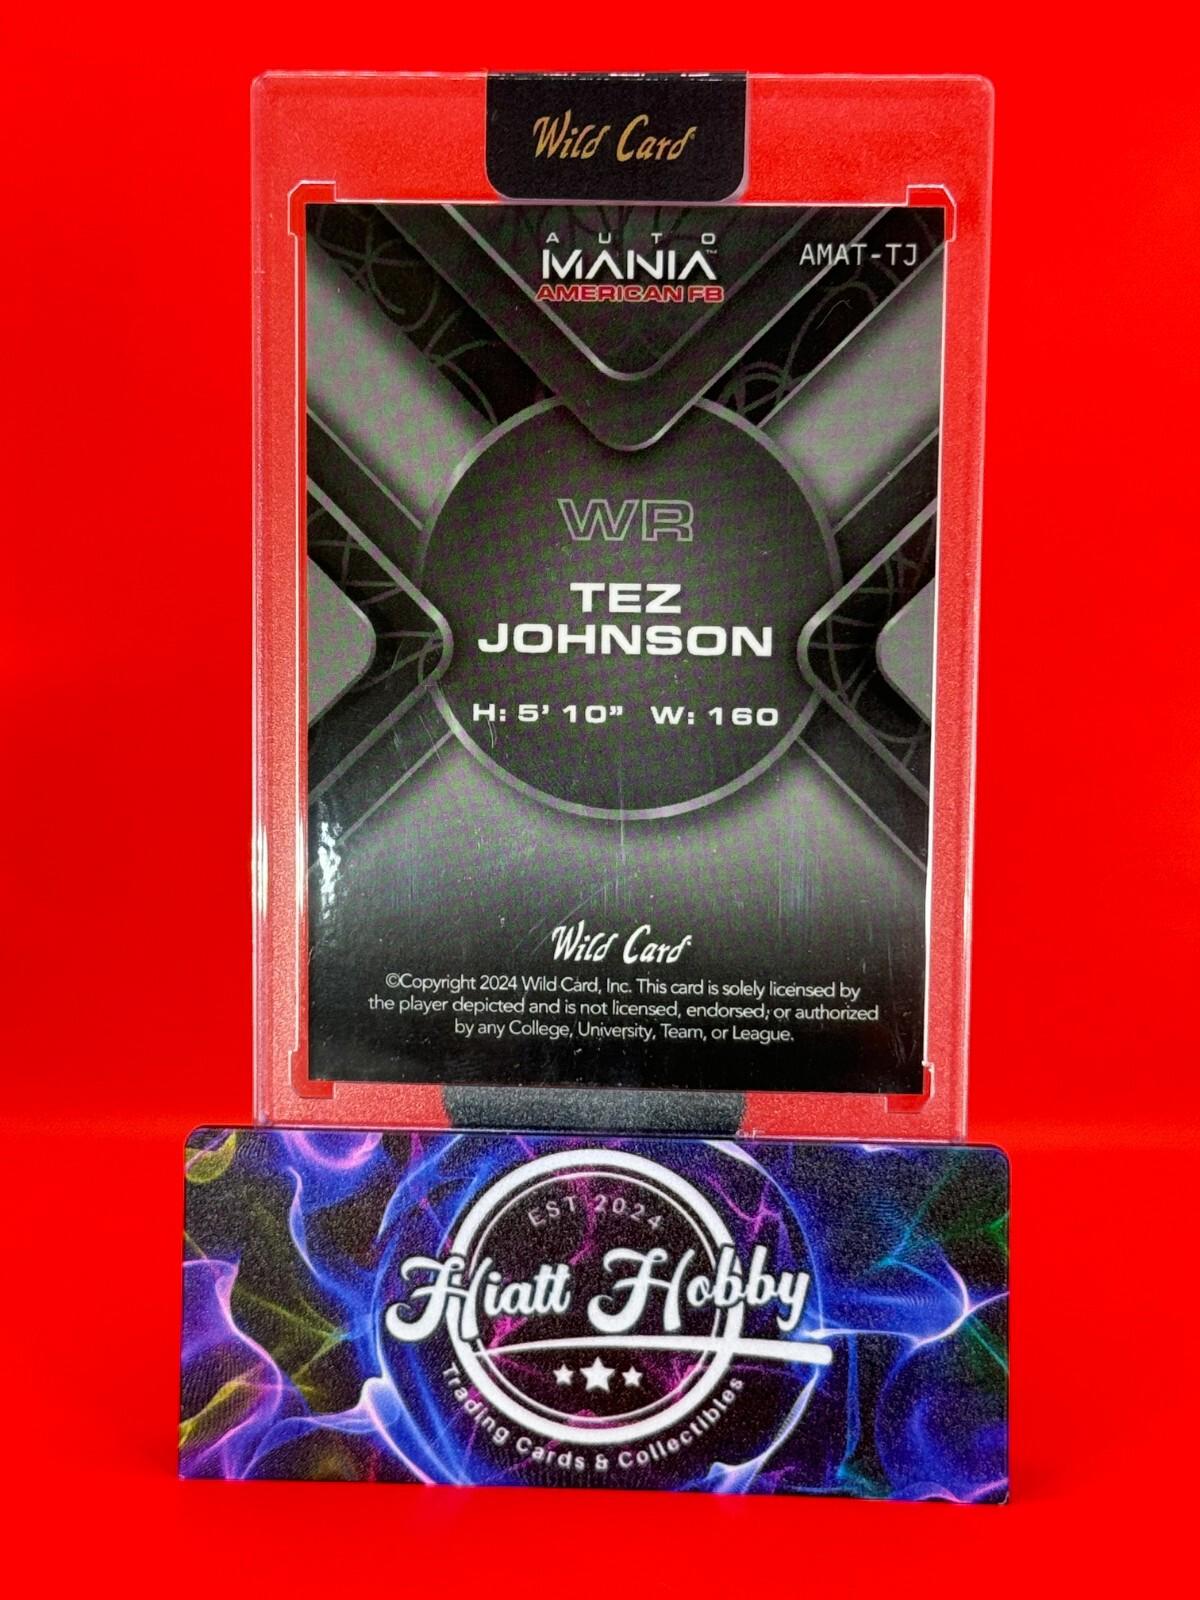 Wild Card
AUTO
MANIA™
AMERICAN FB
AMAT-TJ
WR
TEZ
JOHNSON
H: 5' 10" W: 160
Wild Card
©Copyright 2024 Wild Card, Inc. This card is solely licensed by
the player depicted and is not licensed, endorsed, or authorized
by any College, University, Team, or League.
EST 2024
Hiatt Hobby
Trading Cards & Collectibles